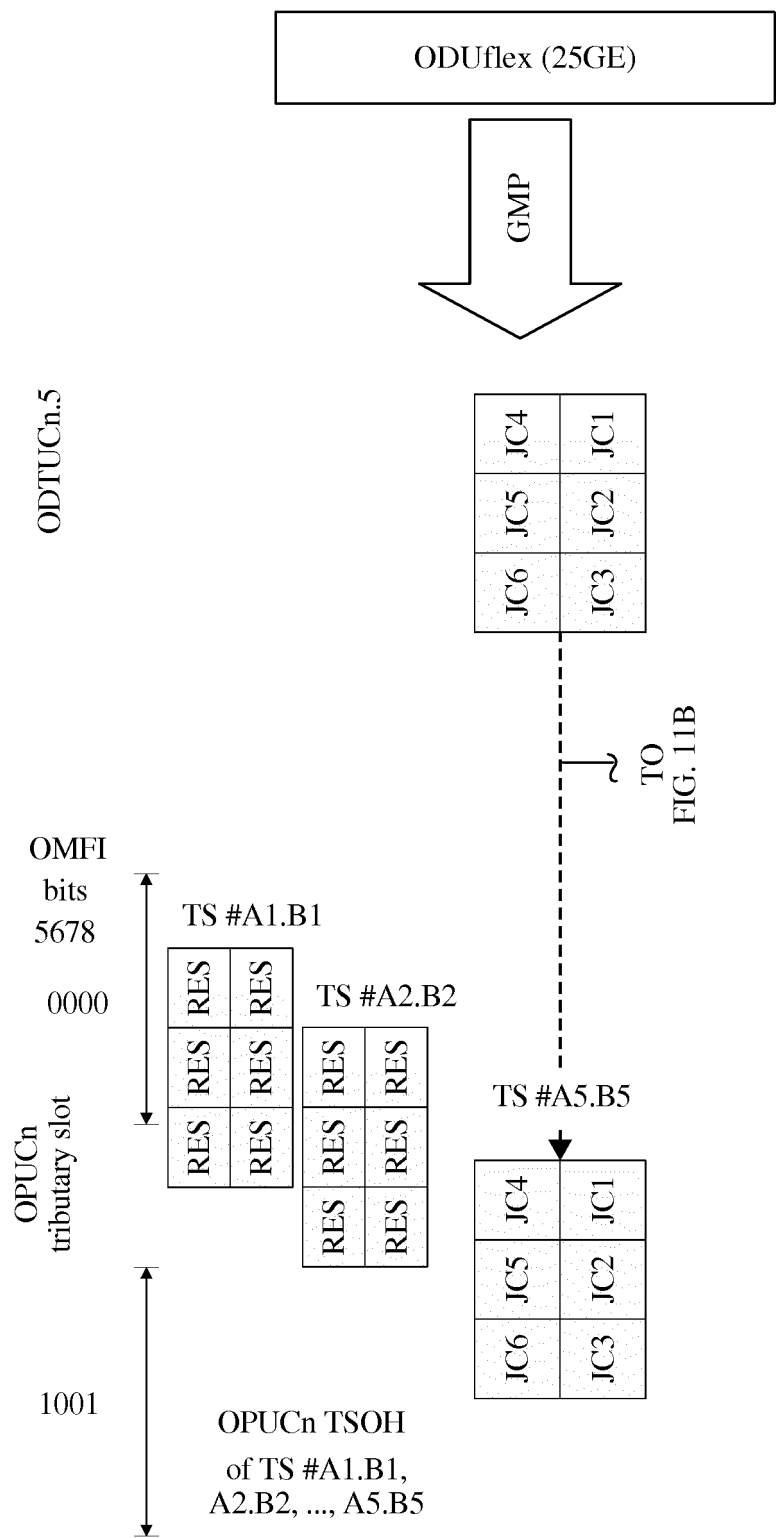 ODUflex (25GE)
GMP
ODTUCn.5
JC4 JC1
JC5 JC2
JC6 JC3
TO
FIG. 11B
OMFI
bits
5678
0000
TS #A1.B1
RES RES
RES RES
RES RES
TS #A2.B2
RES RES
RES RES
RES RES
OPUCn
tributary slot
TS #A5.B5
JC4 JC1
JC5 JC2
JC6 JC3
1001
OPUCn TSOH
of TS #A1.B1,
A2.B2, ..., A5.B5